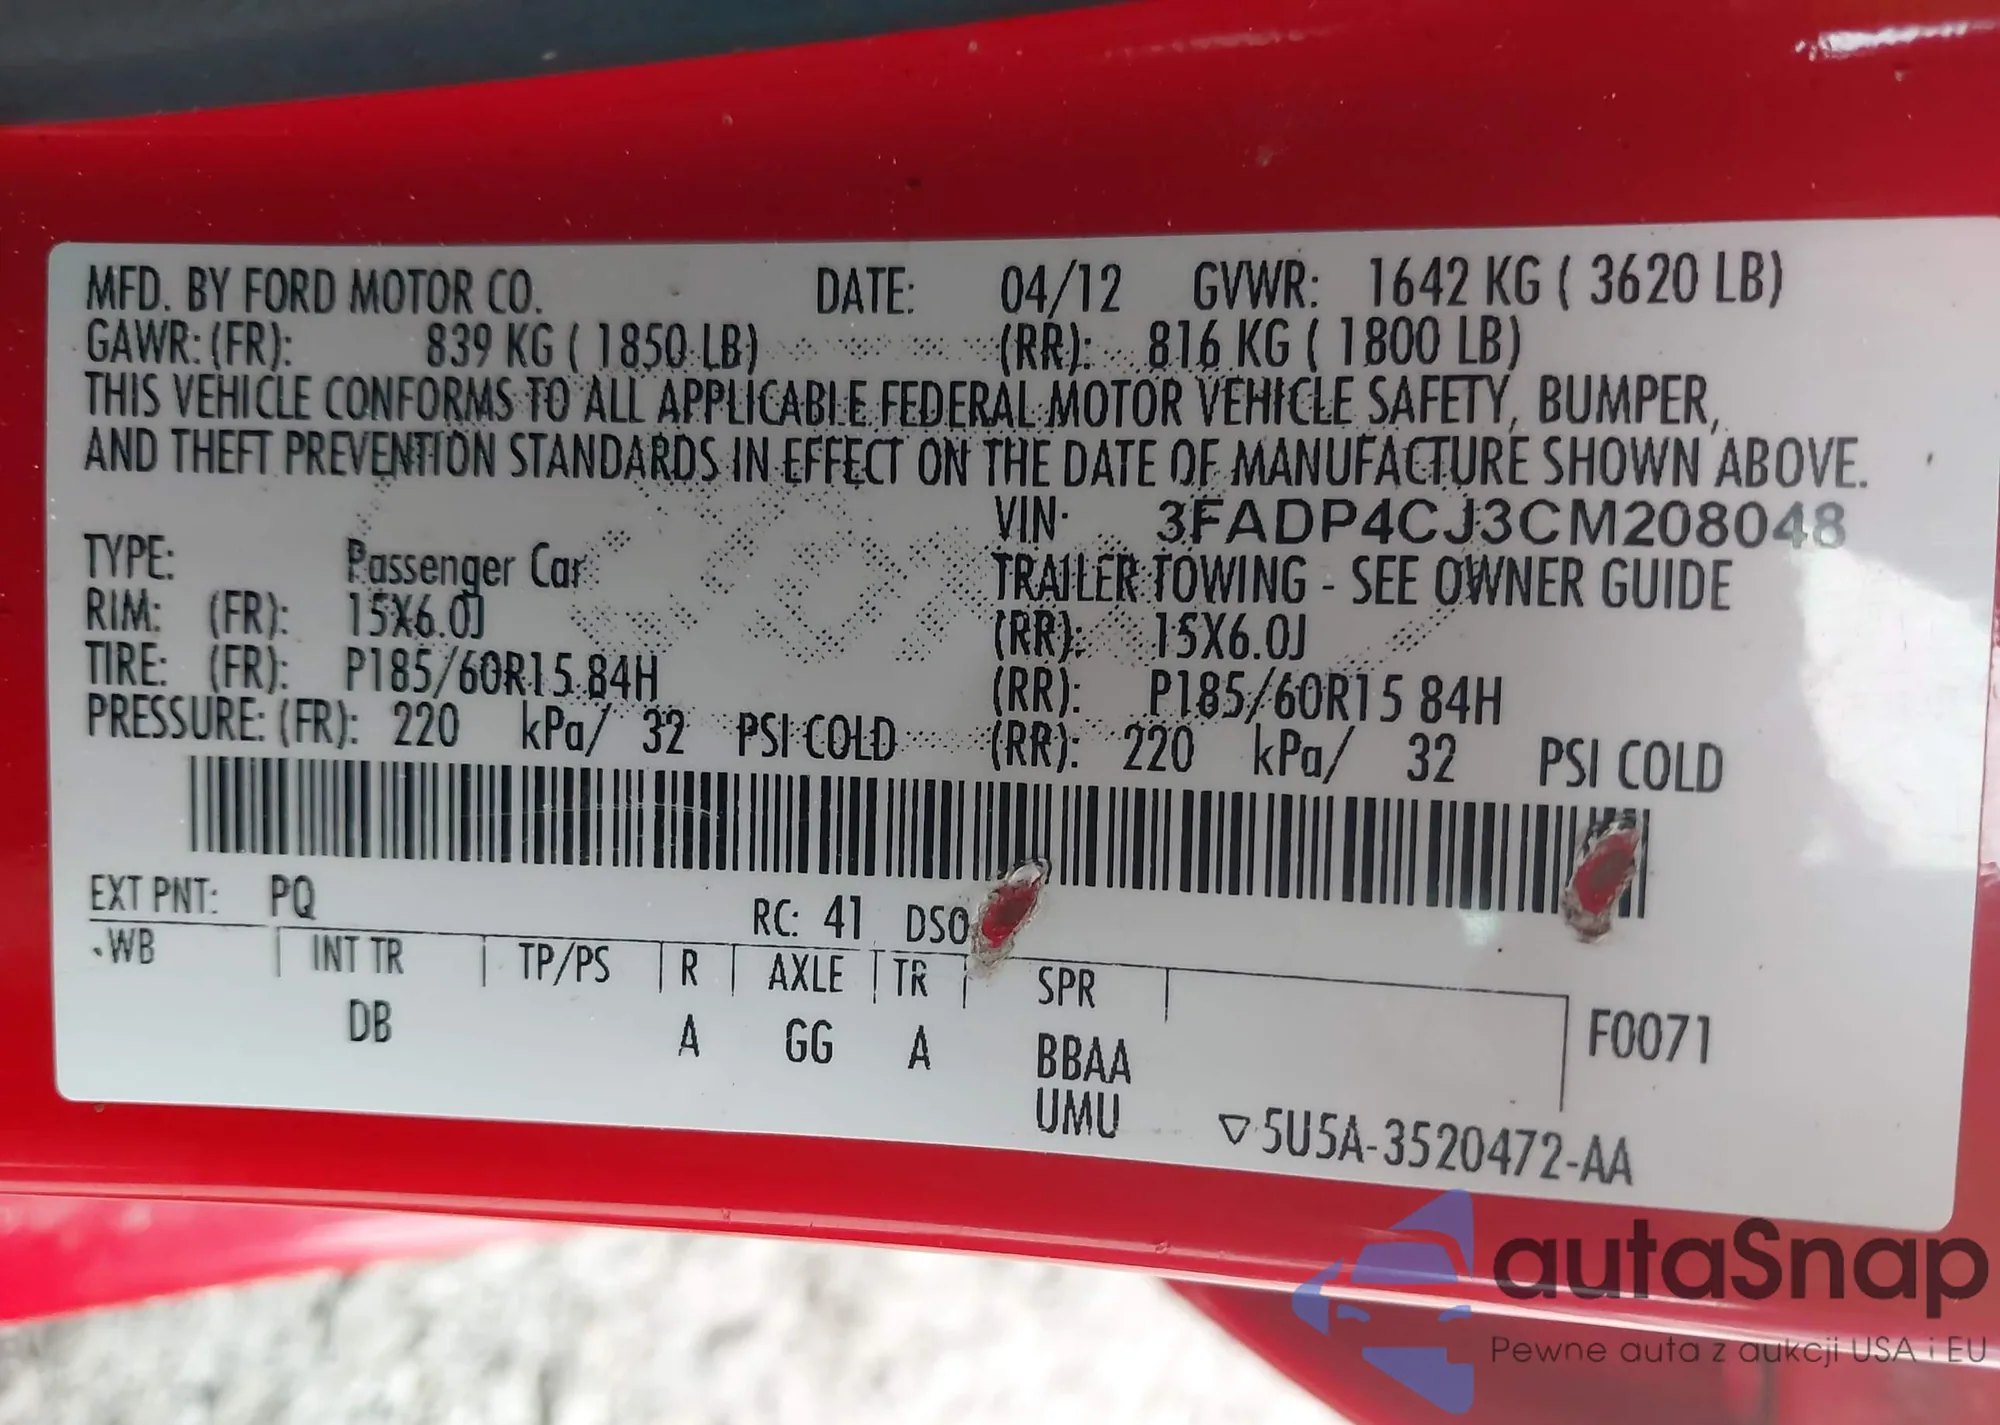 MFD. BY FORD MOTOR CO. DATE: 04/12 GVWR: 1642 KG ( 3620 LB)
GAWR: (FR): 839 KG ( 1850 LB) (RR): 816 KG ( 1800 LB)
THIS VEHICLE CONFORMS TO ALL APPLICABLE FEDERAL MOTOR VEHICLE SAFETY, BUMPER,
AND THEFT PREVENTION STANDARDS IN EFFECT ON THE DATE OF MANUFACTURE SHOWN ABOVE.
VIN: 3FADP4CJ3CM208048
TYPE: Passenger Car TRAILER TOWING - SEE OWNER GUIDE
RIM: (FR): 15X6.0J (RR): 15X6.0J
TIRE: (FR): P185/60R15 84H (RR): P185/60R15 84H
PRESSURE: (FR): 220 kPa/ 32 PSI COLD (RR): 220 kPa/ 32 PSI COLD
EXT PNT: PQ RC: 41 DSO
WB INT TR TP/PS R AXLE TR SPR
DB A GG A BBAA F0071
UMU ▽5U5A-3520472-AA
autaSnap
Pewne auta z aukcji USA i EU